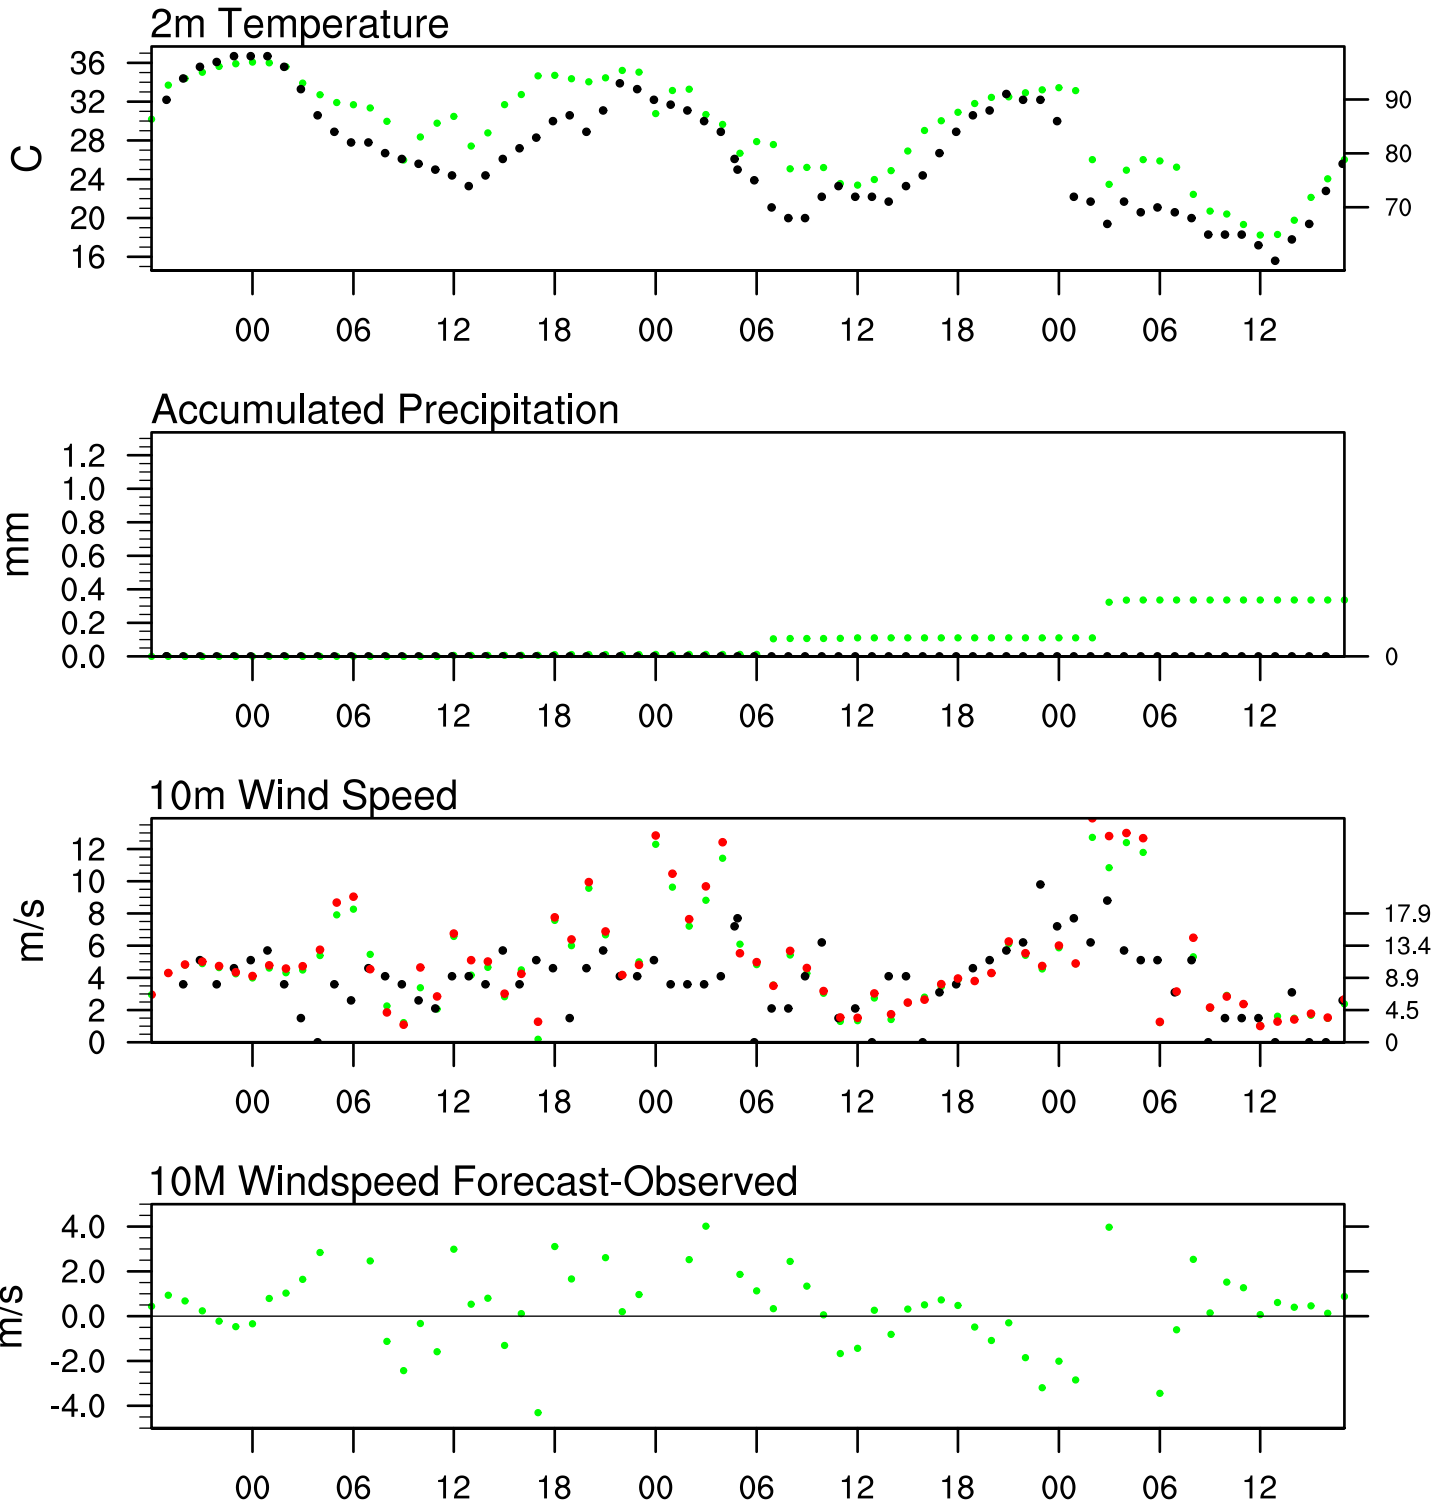 2m Temperature
C
36
32
28
24
20
16
90
80
70
00 06 12 18 00 06 12 18 00 06 12
Accumulated Precipitation
mm
1.2
1.0
0.8
0.6
0.4
0.2
0.0
0
00 06 12 18 00 06 12 18 00 06 12
10m Wind Speed
m/s
12
10
8
6
4
2
0
17.9
13.4
8.9
4.5
0
00 06 12 18 00 06 12 18 00 06 12
10M Windspeed Forecast-Observed
m/s
4.0
2.0
0.0
-2.0
-4.0
00 06 12 18 00 06 12 18 00 06 12